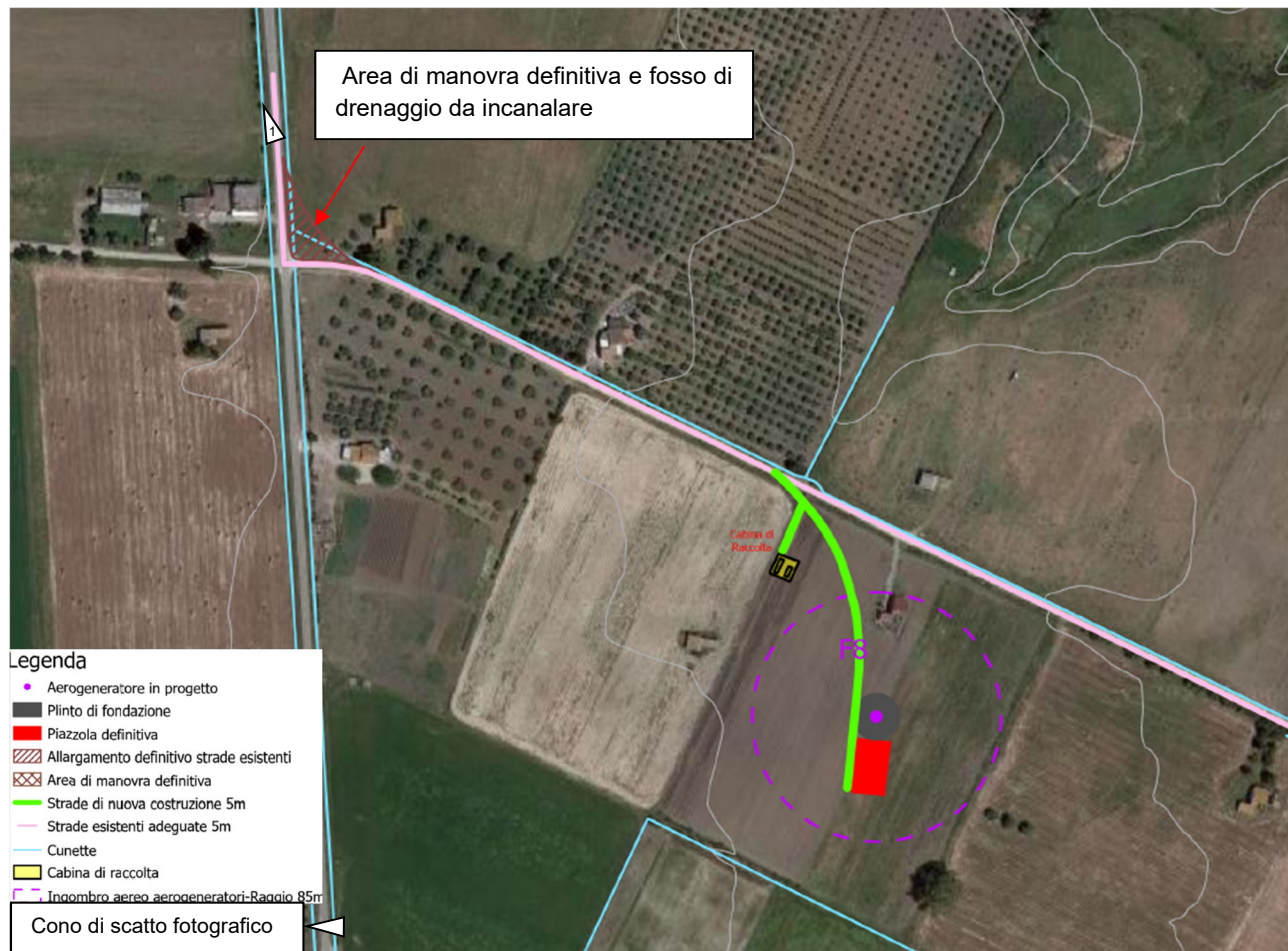 Area di manovra definitiva e fosso di
drenaggio da incanalare
1
Cabina di
Raccolta
F8
Legenda
Aerogeneratore in progetto
Plinto di fondazione
Piazzola definitiva
Allargamento definitivo strade esistenti
Area di manovra definitiva
Strade di nuova costruzione 5m
Strade esistenti adeguate 5m
Cunette
Cabina di raccolta
Ingombro aereo aerogeneratori-Raggio 85m
Cono di scatto fotografico